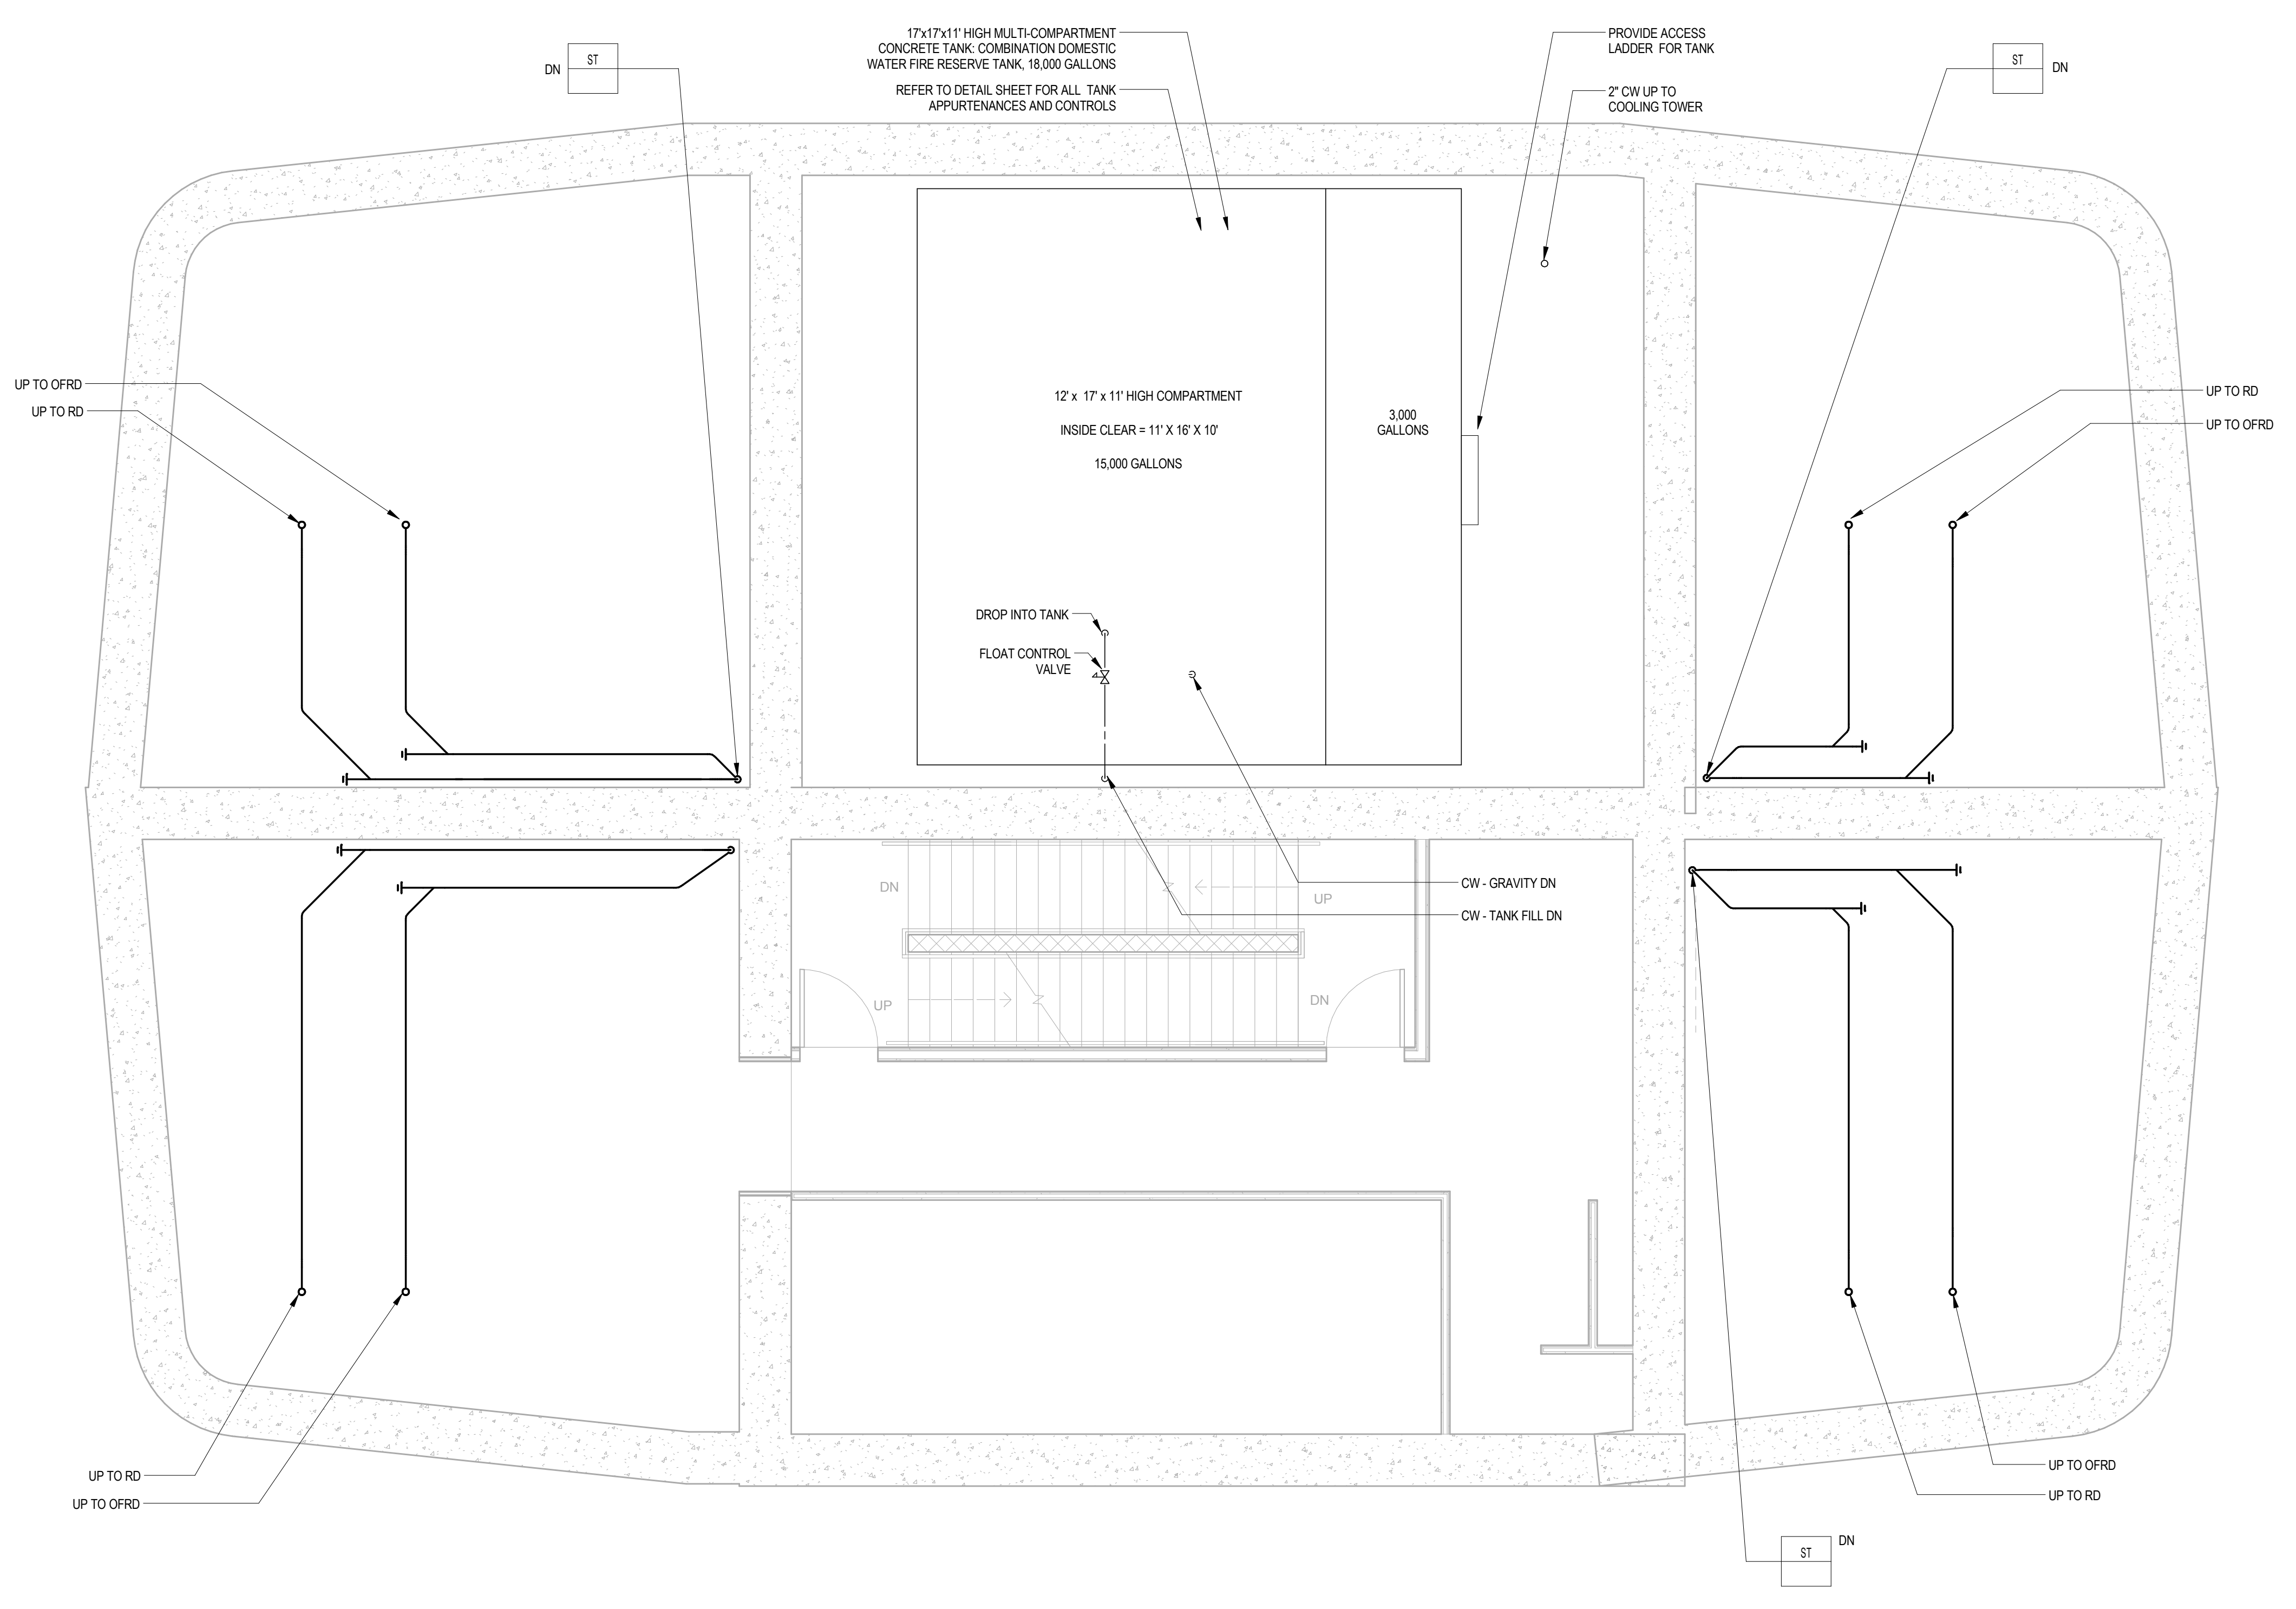 17'x17'x11' HIGH MULTI-COMPARTMENT
CONCRETE TANK: COMBINATION DOMESTIC
WATER FIRE RESERVE TANK, 18,000 GALLONS
REFER TO DETAIL SHEET FOR ALL TANK
APPURTENANCES AND CONTROLS
PROVIDE ACCESS
LADDER FOR TANK
2" CW UP TO
COOLING TOWER
DN
ST
ST
DN
UP TO OFRD
UP TO RD
UP TO RD
UP TO OFRD
12' x 17' x 11' HIGH COMPARTMENT
INSIDE CLEAR = 11' X 16' X 10'
15,000 GALLONS
3,000
GALLONS
DROP INTO TANK
FLOAT CONTROL
VALVE
DN
UP
CW - GRAVITY DN
CW - TANK FILL DN
UP
DN
UP TO RD
UP TO OFRD
UP TO OFRD
UP TO RD
ST
DN